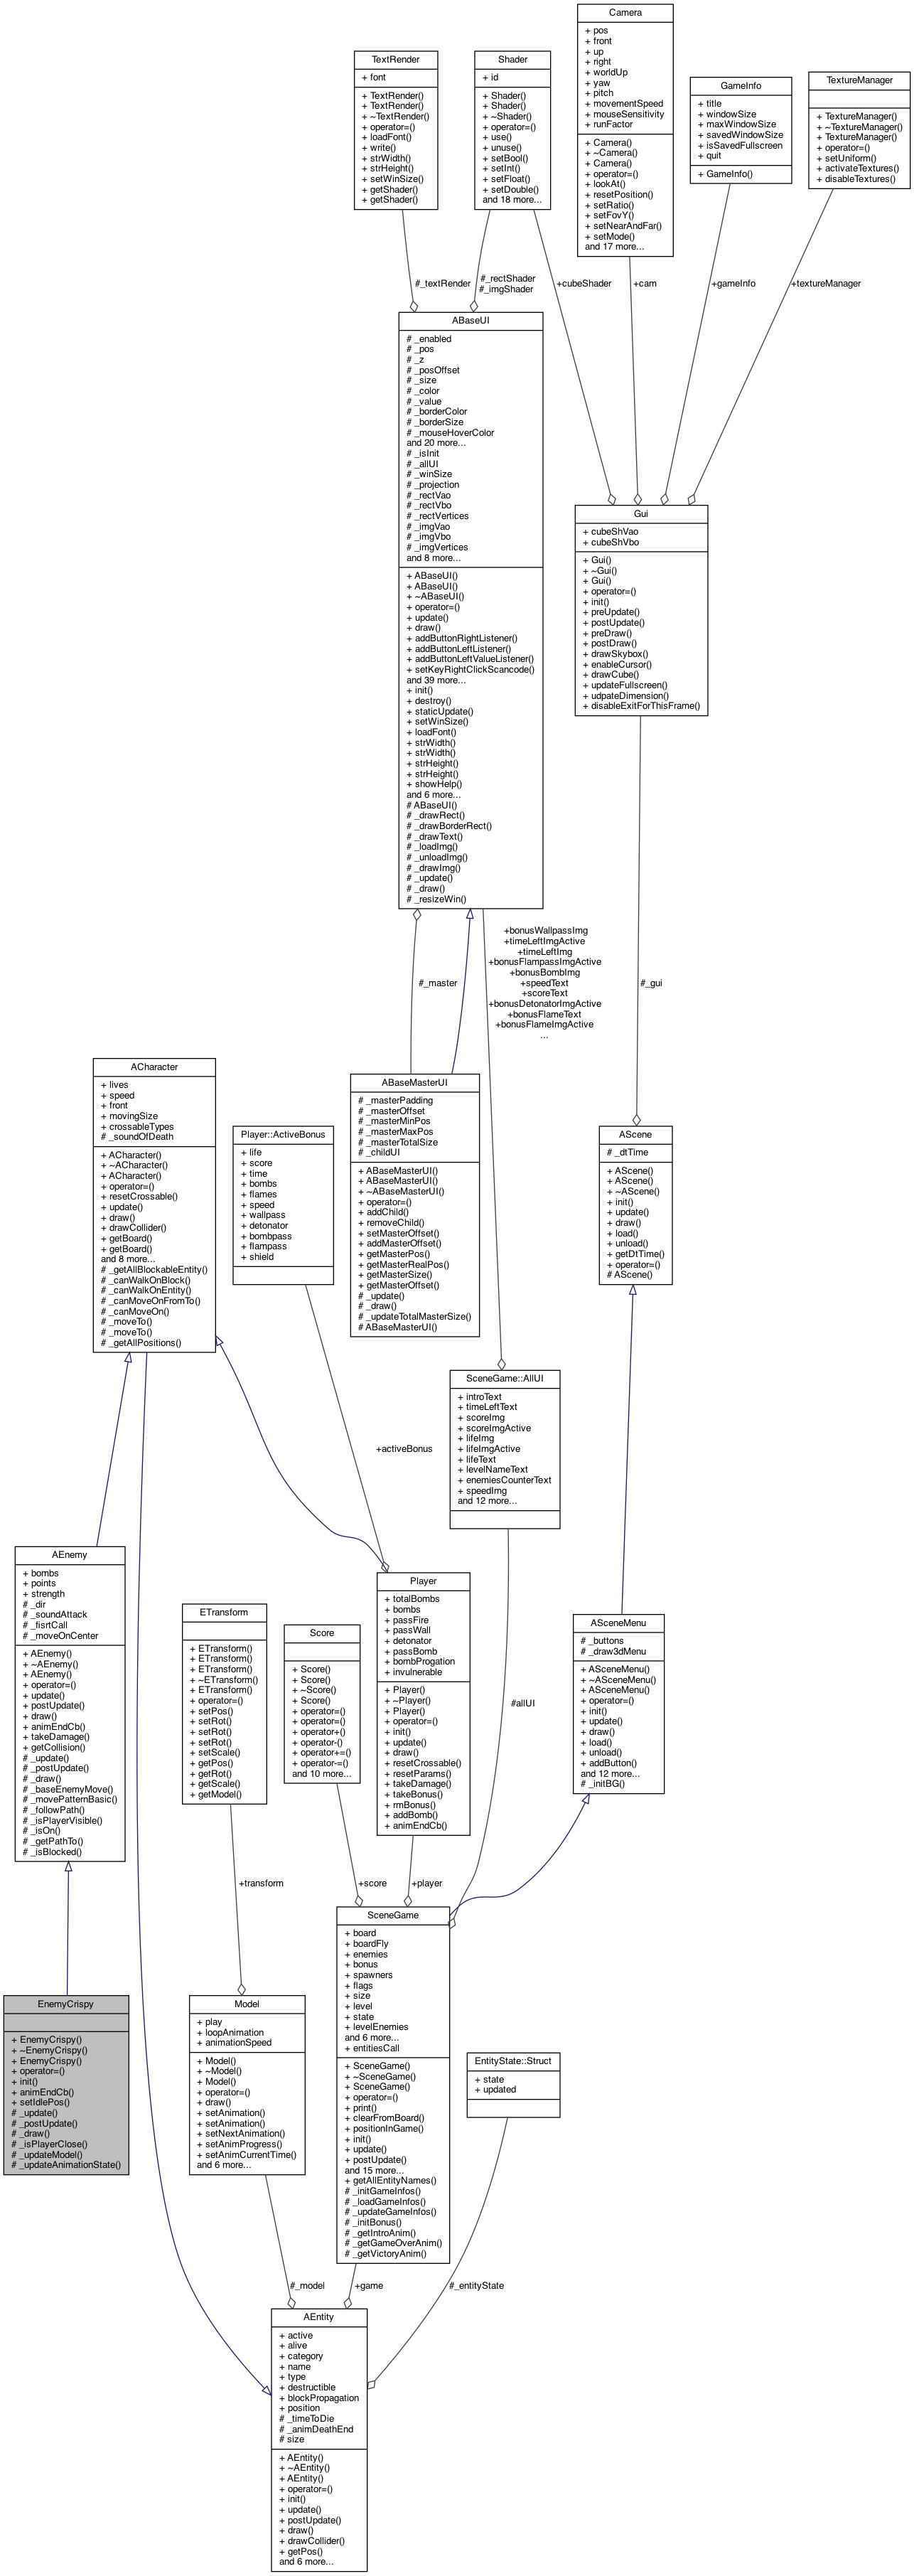 Camera
+ pos
+ front
+ up
+ right
+ worldUp
+ yaw
+ pitch
+ movementSpeed
+ mouseSensitivity
+ runFactor
+ Camera()
+ ~Camera()
+ Camera()
+ operator=()
+ lookAt()
+ resetPosition()
+ setRatio()
+ setFovY()
+ setNearAndFar()
+ setMode()
and 17 more...
TextRender
+ font
+ TextRender()
+ TextRender()
+ ~TextRender()
+ operator=()
+ loadFont()
+ write()
+ strWidth()
+ strHeight()
+ setWinSize()
+ getShader()
+ getShader()
Shader
+ id
+ Shader()
+ Shader()
+ ~Shader()
+ operator=()
+ use()
+ unuse()
+ setBool()
+ setInt()
+ setFloat()
+ setDouble()
and 18 more...
GameInfo
+ title
+ windowSize
+ maxWindowSize
+ savedWindowSize
+ isSavedFullscreen
+ quit
+ GameInfo()
TextureManager
+ TextureManager()
+ ~TextureManager()
+ TextureManager()
+ operator=()
+ setUniform()
+ activateTextures()
+ disableTextures()
#_textRender
#_rectShader
#_imgShader
+cubeShader
+cam
+gameInfo
+textureManager
ABaseUI
# _enabled
# _pos
# _z
# _posOffset
# _size
# _color
# _value
# _borderColor
# _borderSize
# _mouseHoverColor
and 20 more...
# _isInit
# _allUI
# _winSize
# _projection
# _rectVao
# _rectVbo
# _rectVertices
# _imgVao
# _imgVbo
# _imgVertices
and 8 more...
+ ABaseUI()
+ ABaseUI()
+ ~ABaseUI()
+ operator=()
+ update()
+ draw()
+ addButtonRightListener()
+ addButtonLeftListener()
+ addButtonLeftValueListener()
+ setKeyRightClickScancode()
and 39 more...
+ init()
+ destroy()
+ staticUpdate()
+ setWinSize()
+ loadFont()
+ strWidth()
+ strWidth()
+ strHeight()
+ strHeight()
+ showHelp()
and 6 more...
# ABaseUI()
# _drawRect()
# _drawBorderRect()
# _drawText()
# _loadImg()
# _unloadImg()
# _drawImg()
# _update()
# _draw()
# _resizeWin()
Gui
+ cubeShVao
+ cubeShVbo
+ Gui()
+ ~Gui()
+ Gui()
+ operator=()
+ init()
+ preUpdate()
+ postUpdate()
+ preDraw()
+ postDraw()
+ drawSkybox()
+ enableCursor()
+ drawCube()
+ updateFullscreen()
+ udpateDimension()
+ disableExitForThisFrame()
#_master
+bonusWallpassImg
+timeLeftImgActive
+timeLeftImg
+bonusFlampassImgActive
+bonusBombImg
+speedText
+scoreText
+bonusDetonatorImgActive
+bonusFlameText
+bonusFlameImgActive
...
#_gui
ACharacter
+ lives
+ speed
+ front
+ movingSize
+ crossableTypes
# _soundOfDeath
+ ACharacter()
+ ~ACharacter()
+ ACharacter()
+ operator=()
+ resetCrossable()
+ update()
+ draw()
+ drawCollider()
+ getBoard()
+ getBoard()
and 8 more...
# _getAllBlockableEntity()
# _canWalkOnBlock()
# _canWalkOnEntity()
# _canMoveOnFromTo()
# _canMoveOn()
# _moveTo()
# _moveTo()
# _getAllPositions()
Player::ActiveBonus
+ life
+ score
+ time
+ bombs
+ flames
+ speed
+ wallpass
+ detonator
+ bombpass
+ flampass
+ shield
ABaseMasterUI
# _masterPadding
# _masterOffset
# _masterMinPos
# _masterMaxPos
# _masterTotalSize
# _childUI
+ ABaseMasterUI()
+ ABaseMasterUI()
+ ~ABaseMasterUI()
+ operator=()
+ addChild()
+ removeChild()
+ setMasterOffset()
+ addMasterOffset()
+ getMasterPos()
+ getMasterRealPos()
+ getMasterSize()
+ getMasterOffset()
# _update()
# _draw()
# _updateTotalMasterSize()
# ABaseMasterUI()
AScene
# _dtTime
+ AScene()
+ AScene()
+ ~AScene()
+ init()
+ update()
+ draw()
+ load()
+ unload()
+ getDtTime()
+ operator=()
# AScene()
SceneGame::AllUI
+ introText
+ timeLeftText
+ scoreImg
+ scoreImgActive
+ lifeImg
+ lifeImgActive
+ lifeText
+ levelNameText
+ enemiesCounterText
+ speedImg
and 12 more...
+activeBonus
AEnemy
+ bombs
+ points
+ strength
# _dir
# _soundAttack
# _fisrtCall
# _moveOnCenter
+ AEnemy()
+ ~AEnemy()
+ AEnemy()
+ operator=()
+ update()
+ postUpdate()
+ draw()
+ animEndCb()
+ takeDamage()
+ getCollision()
# _update()
# _postUpdate()
# _draw()
# _baseEnemyMove()
# _movePatternBasic()
# _followPath()
# _isPlayerVisible()
# _isOn()
# _getPathTo()
# _isBlocked()
ETransform
+ ETransform()
+ ETransform()
+ ETransform()
+ ~ETransform()
+ ETransform()
+ operator=()
+ setPos()
+ setRot()
+ setRot()
+ setRot()
+ setScale()
+ getPos()
+ getRot()
+ getScale()
+ getModel()
Score
+ Score()
+ Score()
+ ~Score()
+ Score()
+ operator=()
+ operator=()
+ operator+()
+ operator-()
+ operator+=()
+ operator-=()
and 10 more...
Player
+ totalBombs
+ bombs
+ passFire
+ passWall
+ detonator
+ passBomb
+ bombProgation
+ invulnerable
+ Player()
+ ~Player()
+ Player()
+ operator=()
+ init()
+ update()
+ draw()
+ resetCrossable()
+ resetParams()
+ takeDamage()
+ takeBonus()
+ rmBonus()
+ addBomb()
+ animEndCb()
#allUI
ASceneMenu
# _buttons
# _draw3dMenu
+ ASceneMenu()
+ ~ASceneMenu()
+ ASceneMenu()
+ operator=()
+ init()
+ update()
+ draw()
+ load()
+ unload()
+ addButton()
and 12 more...
# _initBG()
+transform
+score
+player
EnemyCrispy
+ EnemyCrispy()
+ ~EnemyCrispy()
+ EnemyCrispy()
+ operator=()
+ init()
+ animEndCb()
+ setIdlePos()
# _update()
# _postUpdate()
# _draw()
# _isPlayerClose()
# _updateModel()
# _updateAnimationState()
Model
+ play
+ loopAnimation
+ animationSpeed
+ Model()
+ ~Model()
+ Model()
+ operator=()
+ draw()
+ setAnimation()
+ setAnimation()
+ setNextAnimation()
+ setAnimProgress()
+ setAnimCurrentTime()
and 6 more...
SceneGame
+ board
+ boardFly
+ enemies
+ bonus
+ spawners
+ flags
+ size
+ level
+ state
+ levelEnemies
and 6 more...
+ entitiesCall
+ SceneGame()
+ ~SceneGame()
+ SceneGame()
+ operator=()
+ print()
+ clearFromBoard()
+ positionInGame()
+ init()
+ update()
+ postUpdate()
and 15 more...
+ getAllEntityNames()
# _initGameInfos()
# _loadGameInfos()
# _updateGameInfos()
# _initBonus()
# _getIntroAnim()
# _getGameOverAnim()
# _getVictoryAnim()
EntityState::Struct
+ state
+ updated
#_model
+game
#_entityState
AEntity
+ active
+ alive
+ category
+ name
+ type
+ destructible
+ blockPropagation
+ position
# _timeToDie
# _animDeathEnd
# size
+ AEntity()
+ ~AEntity()
+ AEntity()
+ operator=()
+ init()
+ update()
+ postUpdate()
+ draw()
+ drawCollider()
+ getPos()
and 6 more...